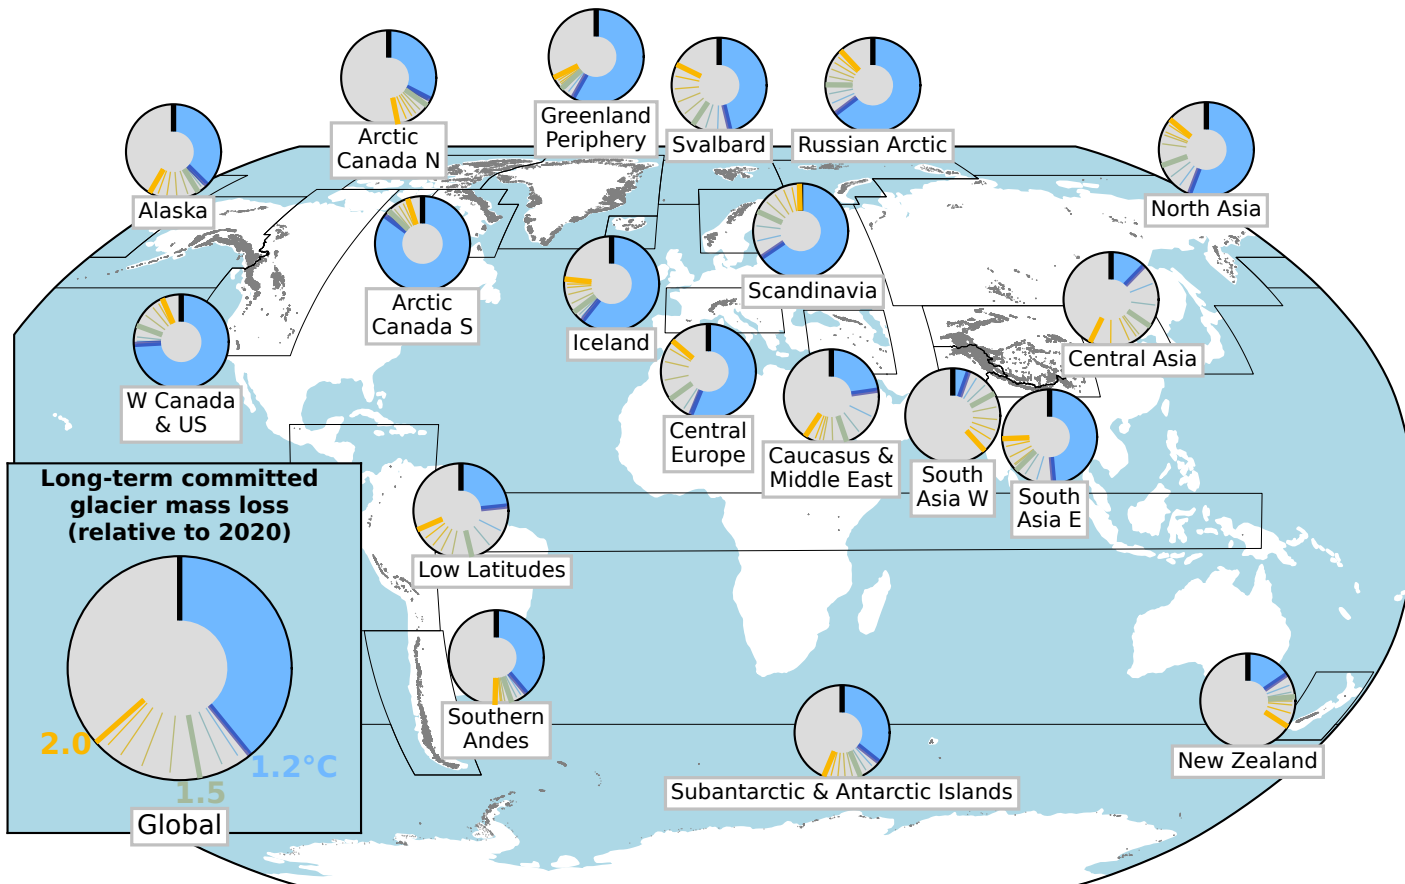 Greenland
Periphery
Arctic
Canada N
Svalbard
Russian Arctic
Alaska
North Asia
Arctic
Canada S
Scandinavia
Iceland
Central Asia
W Canada
& US
Central
Europe
Caucasus &
Middle East
South
Asia W
South
Asia E
Long-term committed
glacier mass loss
(relative to 2020)
2.0
1.2°C
1.5
Global
Low Latitudes
Southern
Andes
Subantarctic & Antarctic Islands
New Zealand